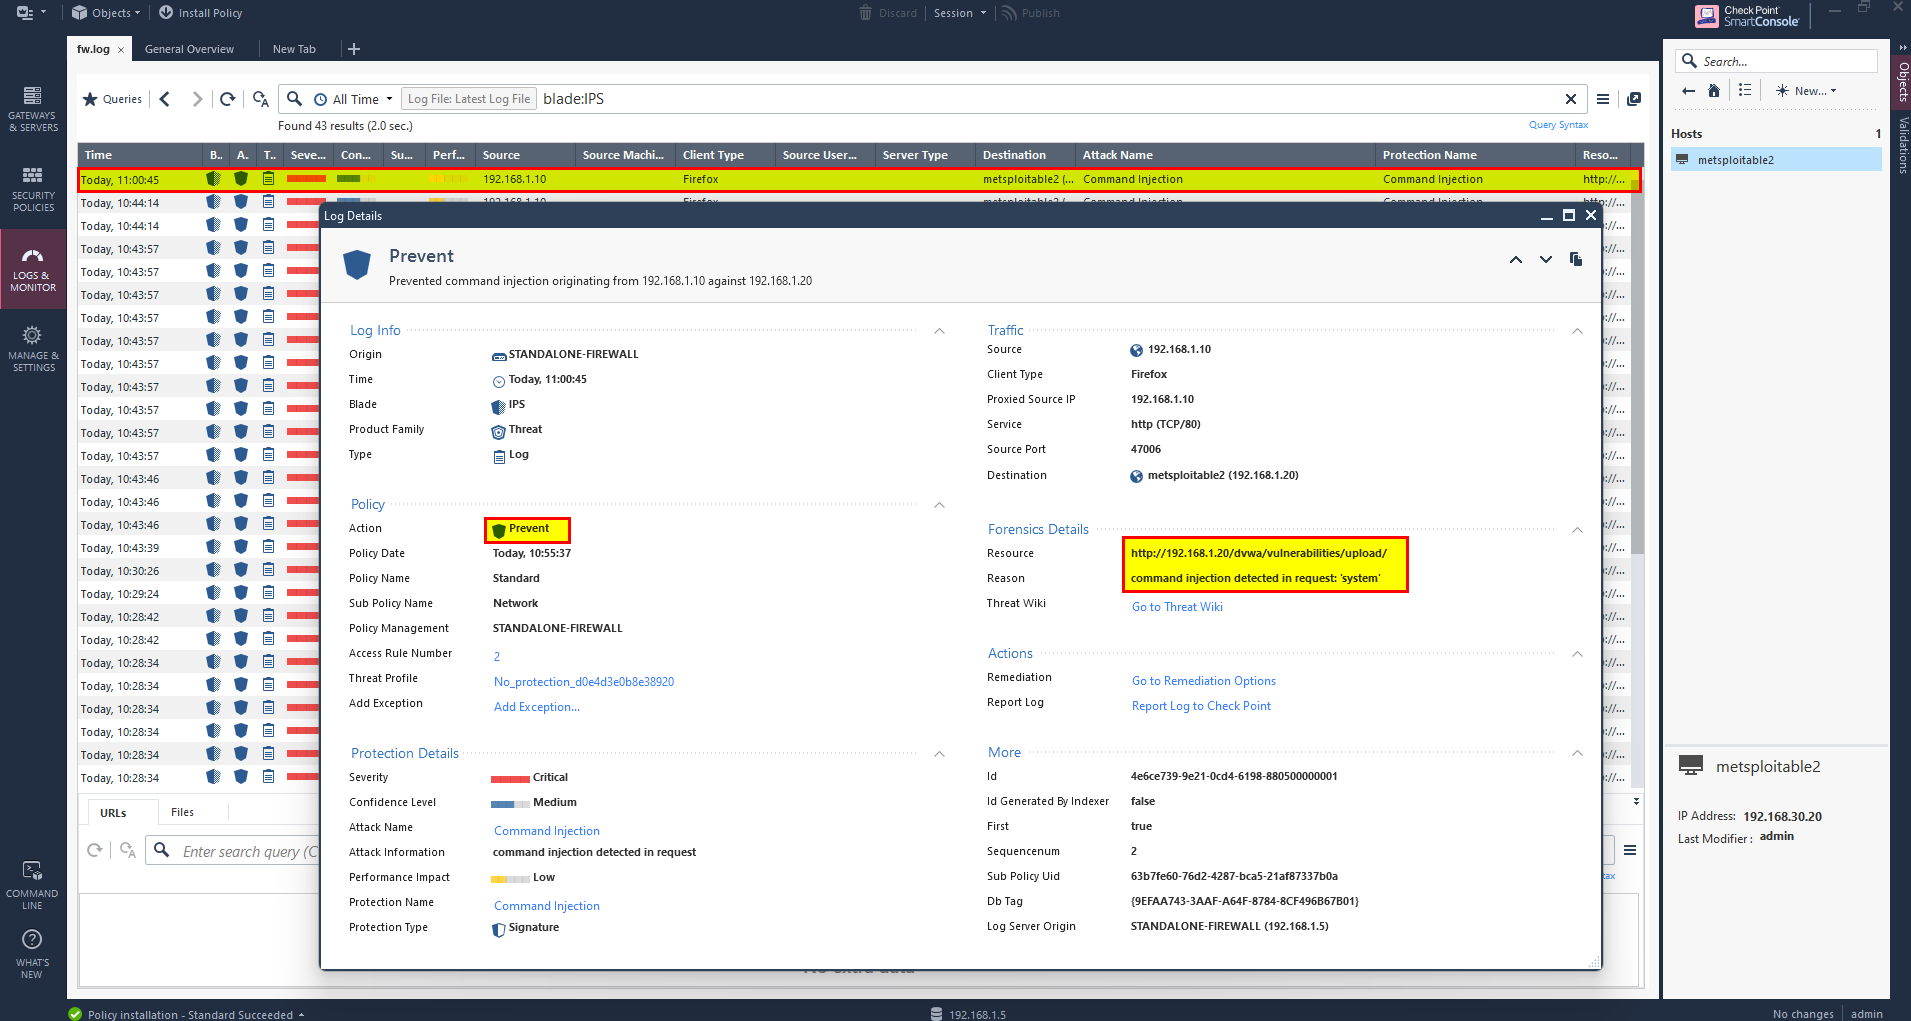 Objects
Install Policy
Discard
Session
Publish
Check Point
SmartConsole
fw.log
General Overview
New Tab
Queries
All Time
Log File: Latest Log File
blade:IPS
Found 43 results (2.0 sec.)
Query Syntax
Time B.. A.. T.. Seve... Con... Su... Perf... Source Source Machi... Client Type Source User... Server Type Destination Attack Name Protection Name Reso...
Today, 11:00:45 192.168.1.10 Firefox metsploitable2 (... Command Injection Command Injection http://...
Today, 10:44:14
Today, 10:44:14
Today, 10:43:57
Today, 10:43:57
Today, 10:43:57
Today, 10:43:57
Today, 10:43:57
Today, 10:43:57
Today, 10:43:57
Today, 10:43:57
Today, 10:43:57
Today, 10:43:57
Today, 10:43:46
Today, 10:43:46
Today, 10:43:46
Today, 10:43:39
Today, 10:30:26
Today, 10:29:24
Today, 10:28:42
Today, 10:28:42
Today, 10:28:34
Today, 10:28:34
Today, 10:28:34
Today, 10:28:34
Today, 10:28:34
Today, 10:28:34
GATEWAYS
& SERVERS
SECURITY
POLICIES
LOGS &
MONITOR
MANAGE &
SETTINGS
COMMAND
LINE
WHAT'S
NEW
Log Details
Prevent
Prevented command injection originating from 192.168.1.10 against 192.168.1.20
Log Info
Origin STANDALONE-FIREWALL
Time Today, 11:00:45
Blade IPS
Product Family Threat
Type Log
Policy
Action Prevent
Policy Date Today, 10:55:37
Policy Name Standard
Sub Policy Name Network
Policy Management STANDALONE-FIREWALL
Access Rule Number 2
Threat Profile No_protection_d0e4d3e0b8e38920
Add Exception Add Exception...
Protection Details
Severity Critical
Confidence Level Medium
Attack Name Command Injection
Attack Information command injection detected in request
Performance Impact Low
Protection Name Command Injection
Protection Type Signature
Traffic
Source 192.168.1.10
Client Type Firefox
Proxied Source IP 192.168.1.10
Service http (TCP/80)
Source Port 47006
Destination metsploitable2 (192.168.1.20)
Forensics Details
Resource http://192.168.1.20/dvwa/vulnerabilities/upload/
Reason command injection detected in request: 'system'
Threat Wiki Go to Threat Wiki
Actions
Remediation Go to Remediation Options
Report Log Report Log to Check Point
More
Id 4e6ce739-9e21-0cd4-6198-880500000001
Id Generated By Indexer false
First true
Sequencenum 2
Sub Policy Uid 63b7fe60-76d2-4287-bca5-21af87337b0a
Db Tag {9EFAA743-3AAF-A64F-8784-8CF496B67B01}
Log Server Origin STANDALONE-FIREWALL (192.168.1.5)
URLs
Files
Enter search query (C
Search...
New...
Hosts 1
metsploitable2
Objects
Validations
metsploitable2
IP Address: 192.168.30.20
Last Modifier : admin
Policy installation - Standard Succeeded
192.168.1.5
No changes
admin